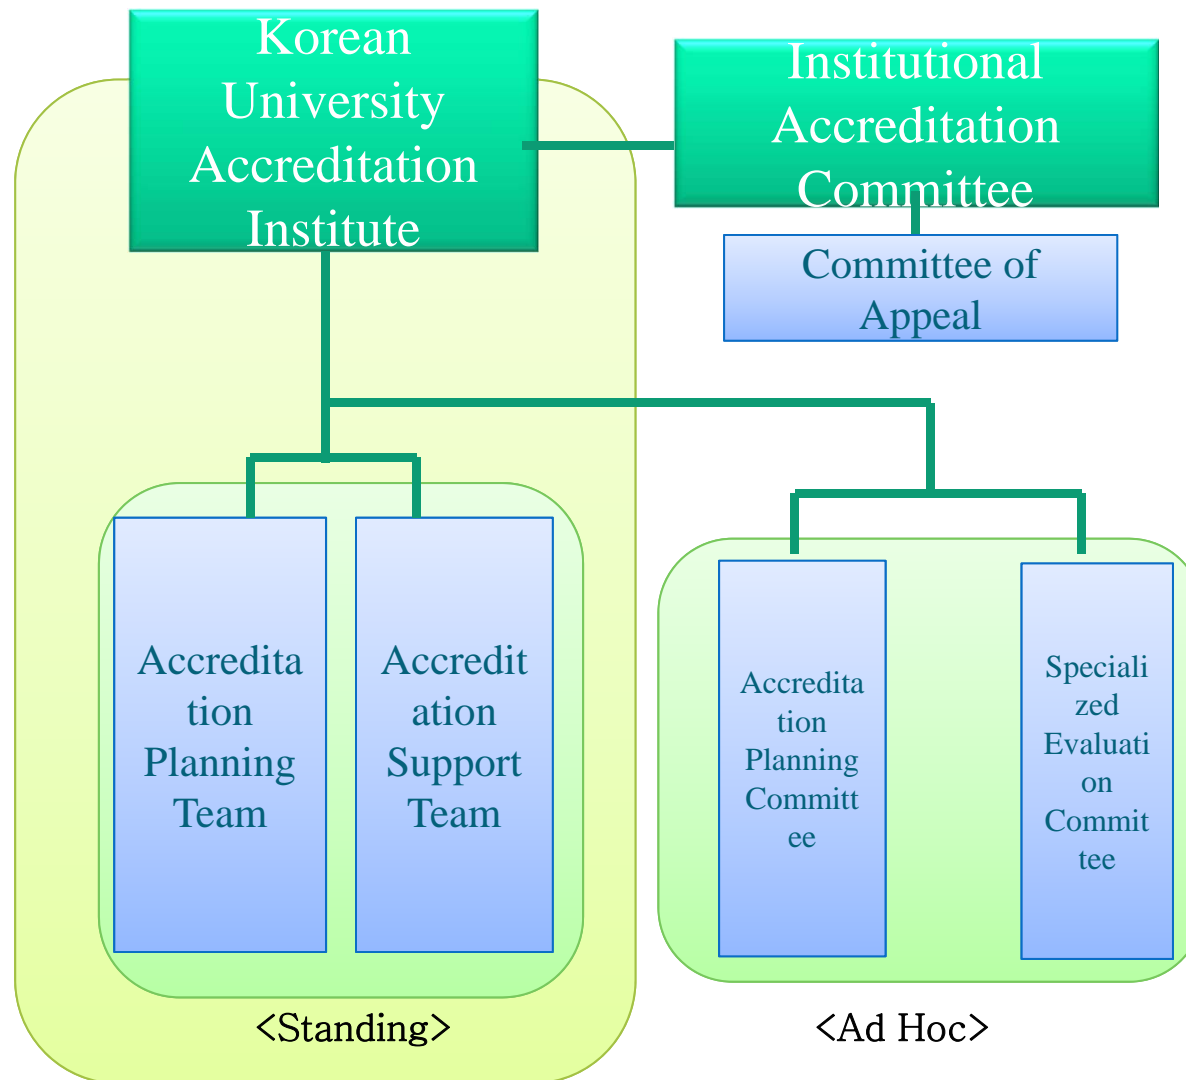 Korean
University
Accreditation
Institute
Institutional
Accreditation
Committee
Committee of
Appeal
Accredita
tion
Planning
Team
Accredit
ation
Support
Team
Accredita
tion
Planning
Committ
ee
Speciali
zed
Evaluati
on
Commit
tee
<Standing>
<Ad Hoc>